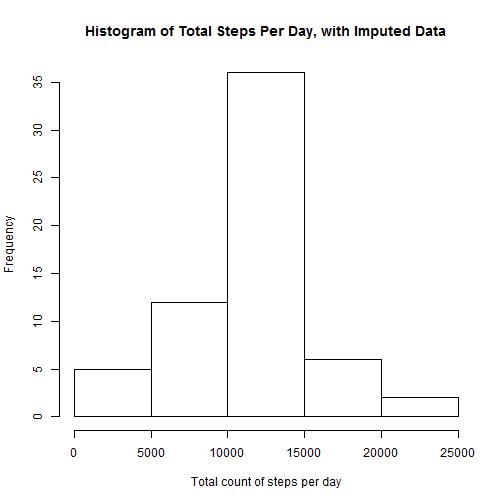 Histogram of Total Steps Per Day, with Imputed Data
Frequency
35
30
25
20
15
10
5
0
0 5000 10000 15000 20000 25000
Total count of steps per day